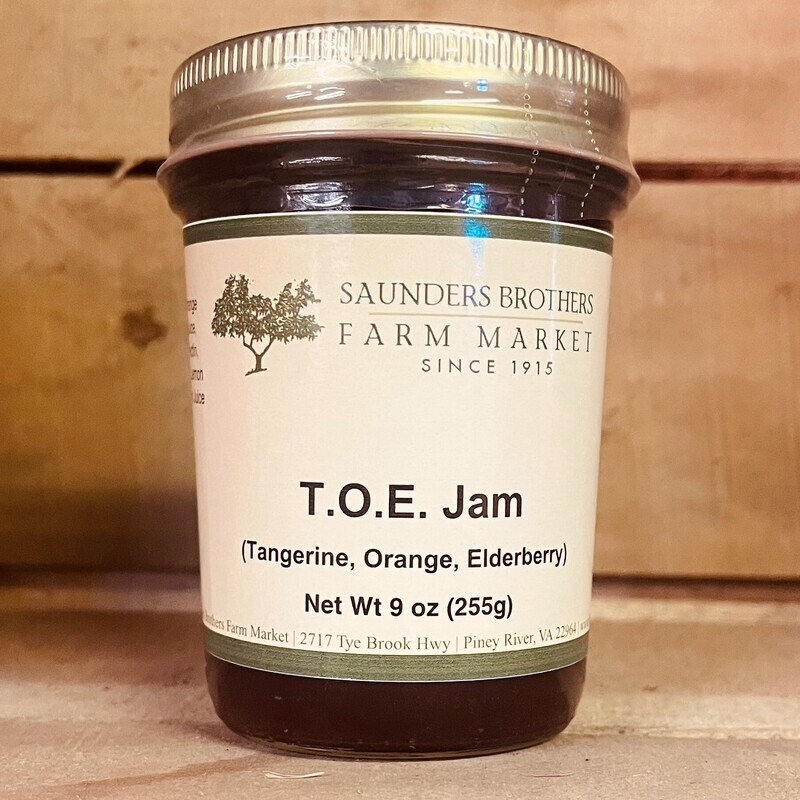 SAUNDERS BROTHERS
FARM MARKET
SINCE 1915
T.O.E. Jam
(Tangerine, Orange, Elderberry)
Net Wt 9 oz (255g)
Farm Market | 2717 Tye Brook Hwy | Piney River, VA 22964 |